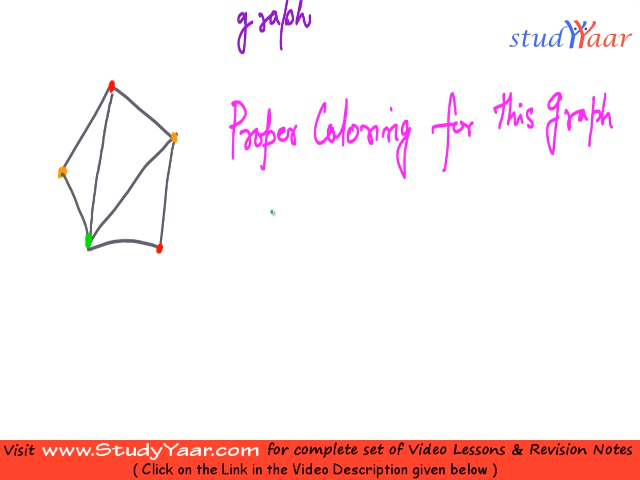 graph
studYYaar
Proper Coloring for this graph
Visit www.StudyYaar.com for complete set of Video Lessons & Revision Notes
( Click on the Link in the Video Description given below )